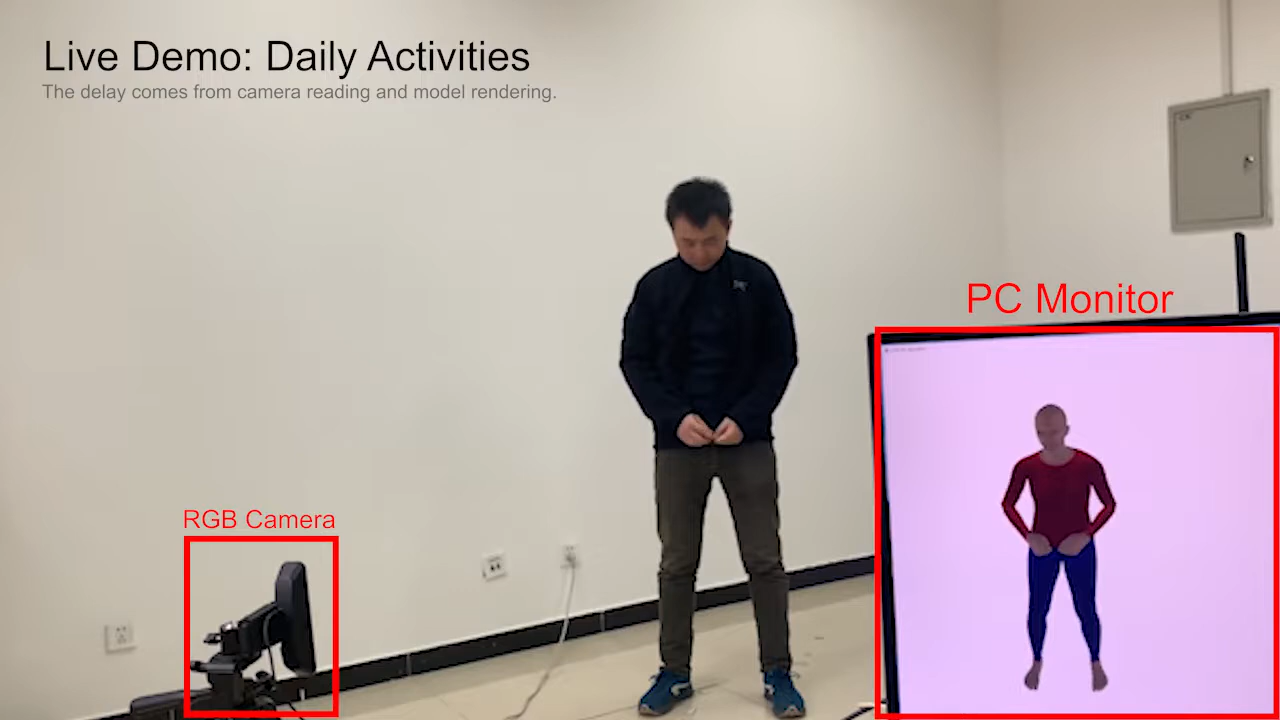 Live Demo: Daily Activities
The delay comes from camera reading and model rendering.
PC Monitor
RGB Camera